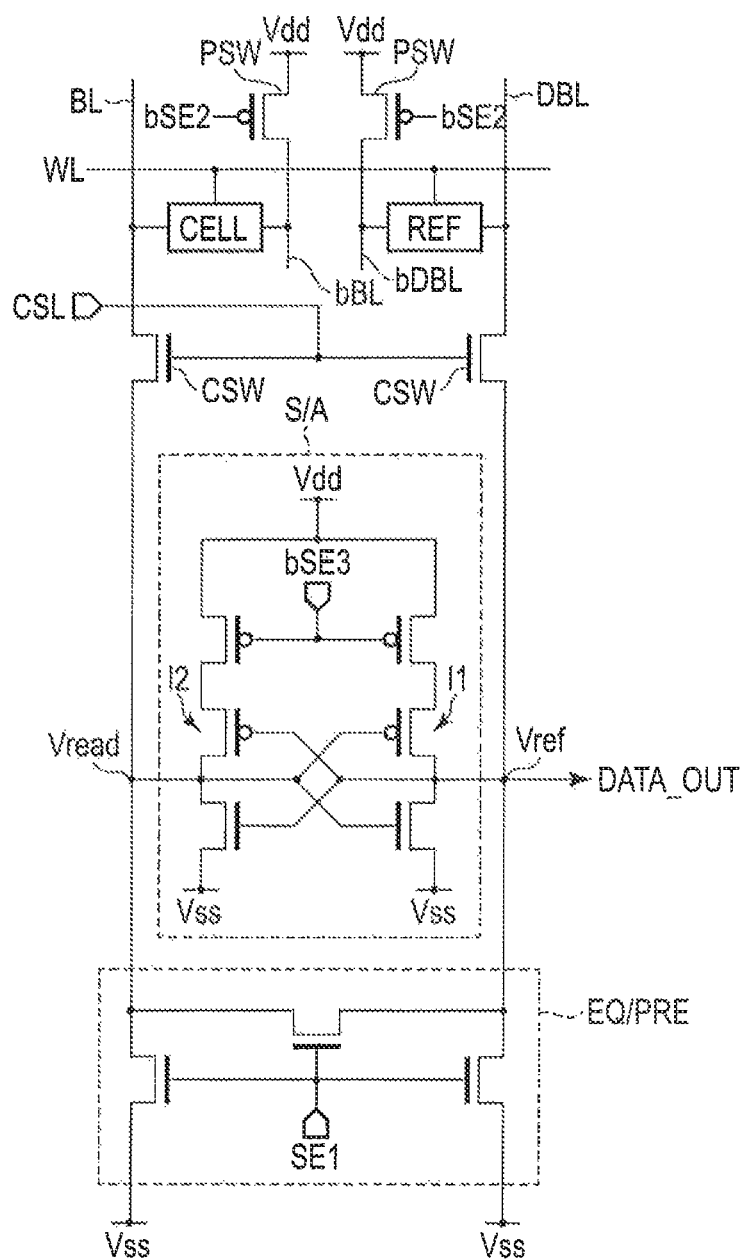 Vdd Vdd
PSW PSW
BL DBL
bSE2 bSE2
WL
CELL REF
bBL bDBL
CSL
CSW CSW
S/A
Vdd
bSE3
I2 I1
Vread Vref
DATA_OUT
Vss Vss
EQ/PRE
SE1
Vss Vss